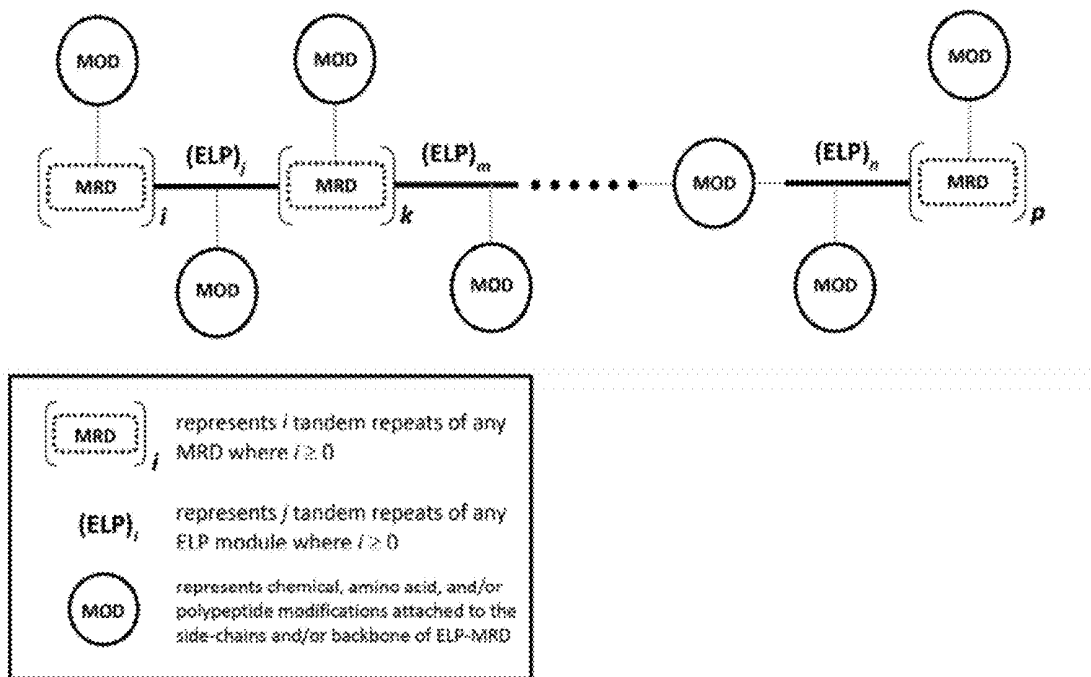 MOD MOD MOD
(ELP)j (ELP)m (ELP)n
MRD i MRD k MOD MRD p
MOD MOD MOD
MRD i represents i tandem repeats of any
MRD where i ≥ 0
(ELP)j represents j tandem repeats of any
ELP module where i ≥ 0
MOD represents chemical, amino acid, and/or
polypeptide modifications attached to the
side-chains and/or backbone of ELP-MRD